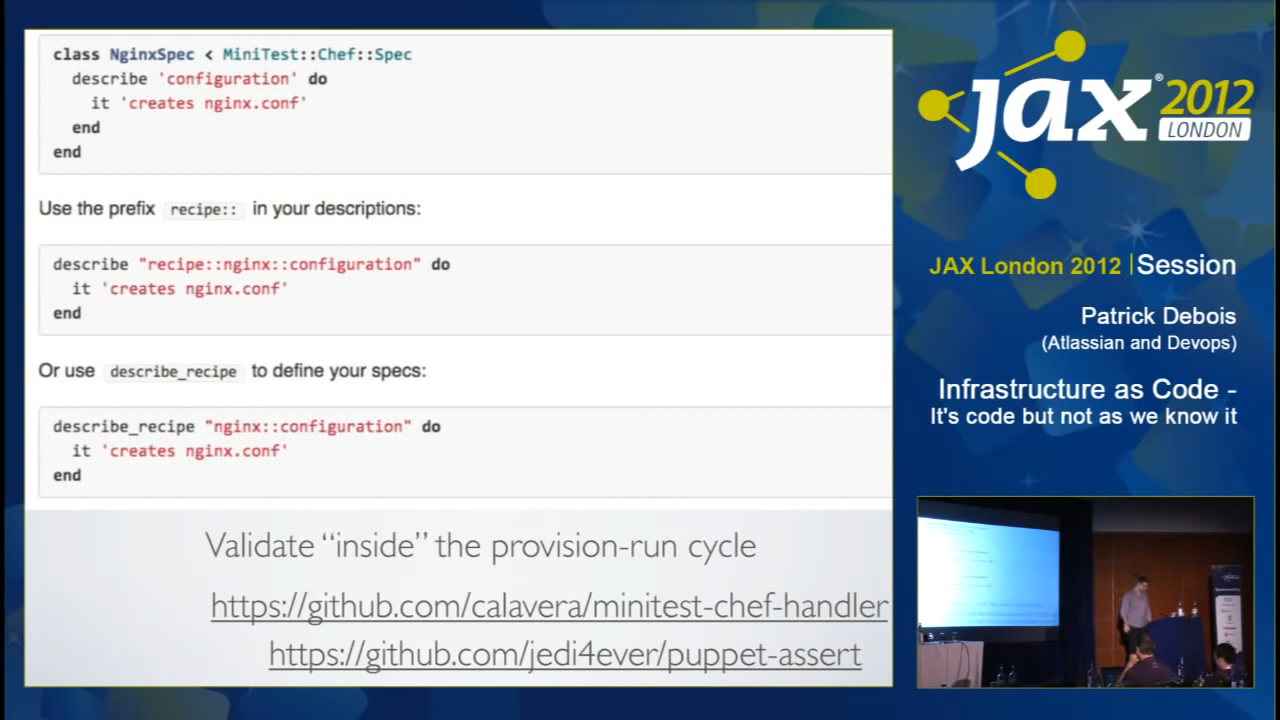 class NginxSpec < MiniTest::Chef::Spec
describe 'configuration' do
it 'creates nginx.conf'
end
end
Use the prefix recipe:: in your descriptions:
describe "recipe::nginx::configuration" do
it 'creates nginx.conf'
end
Or use describe_recipe to define your specs:
describe_recipe "nginx::configuration" do
it 'creates nginx.conf'
end
Validate “inside” the provision-run cycle
https://github.com/calavera/minitest-chef-handler
https://github.com/jedi4ever/puppet-assert
jax® 2012
LONDON
JAX London 2012 | Session
Patrick Debois
(Atlassian and Devops)
Infrastructure as Code -
It's code but not as we know it